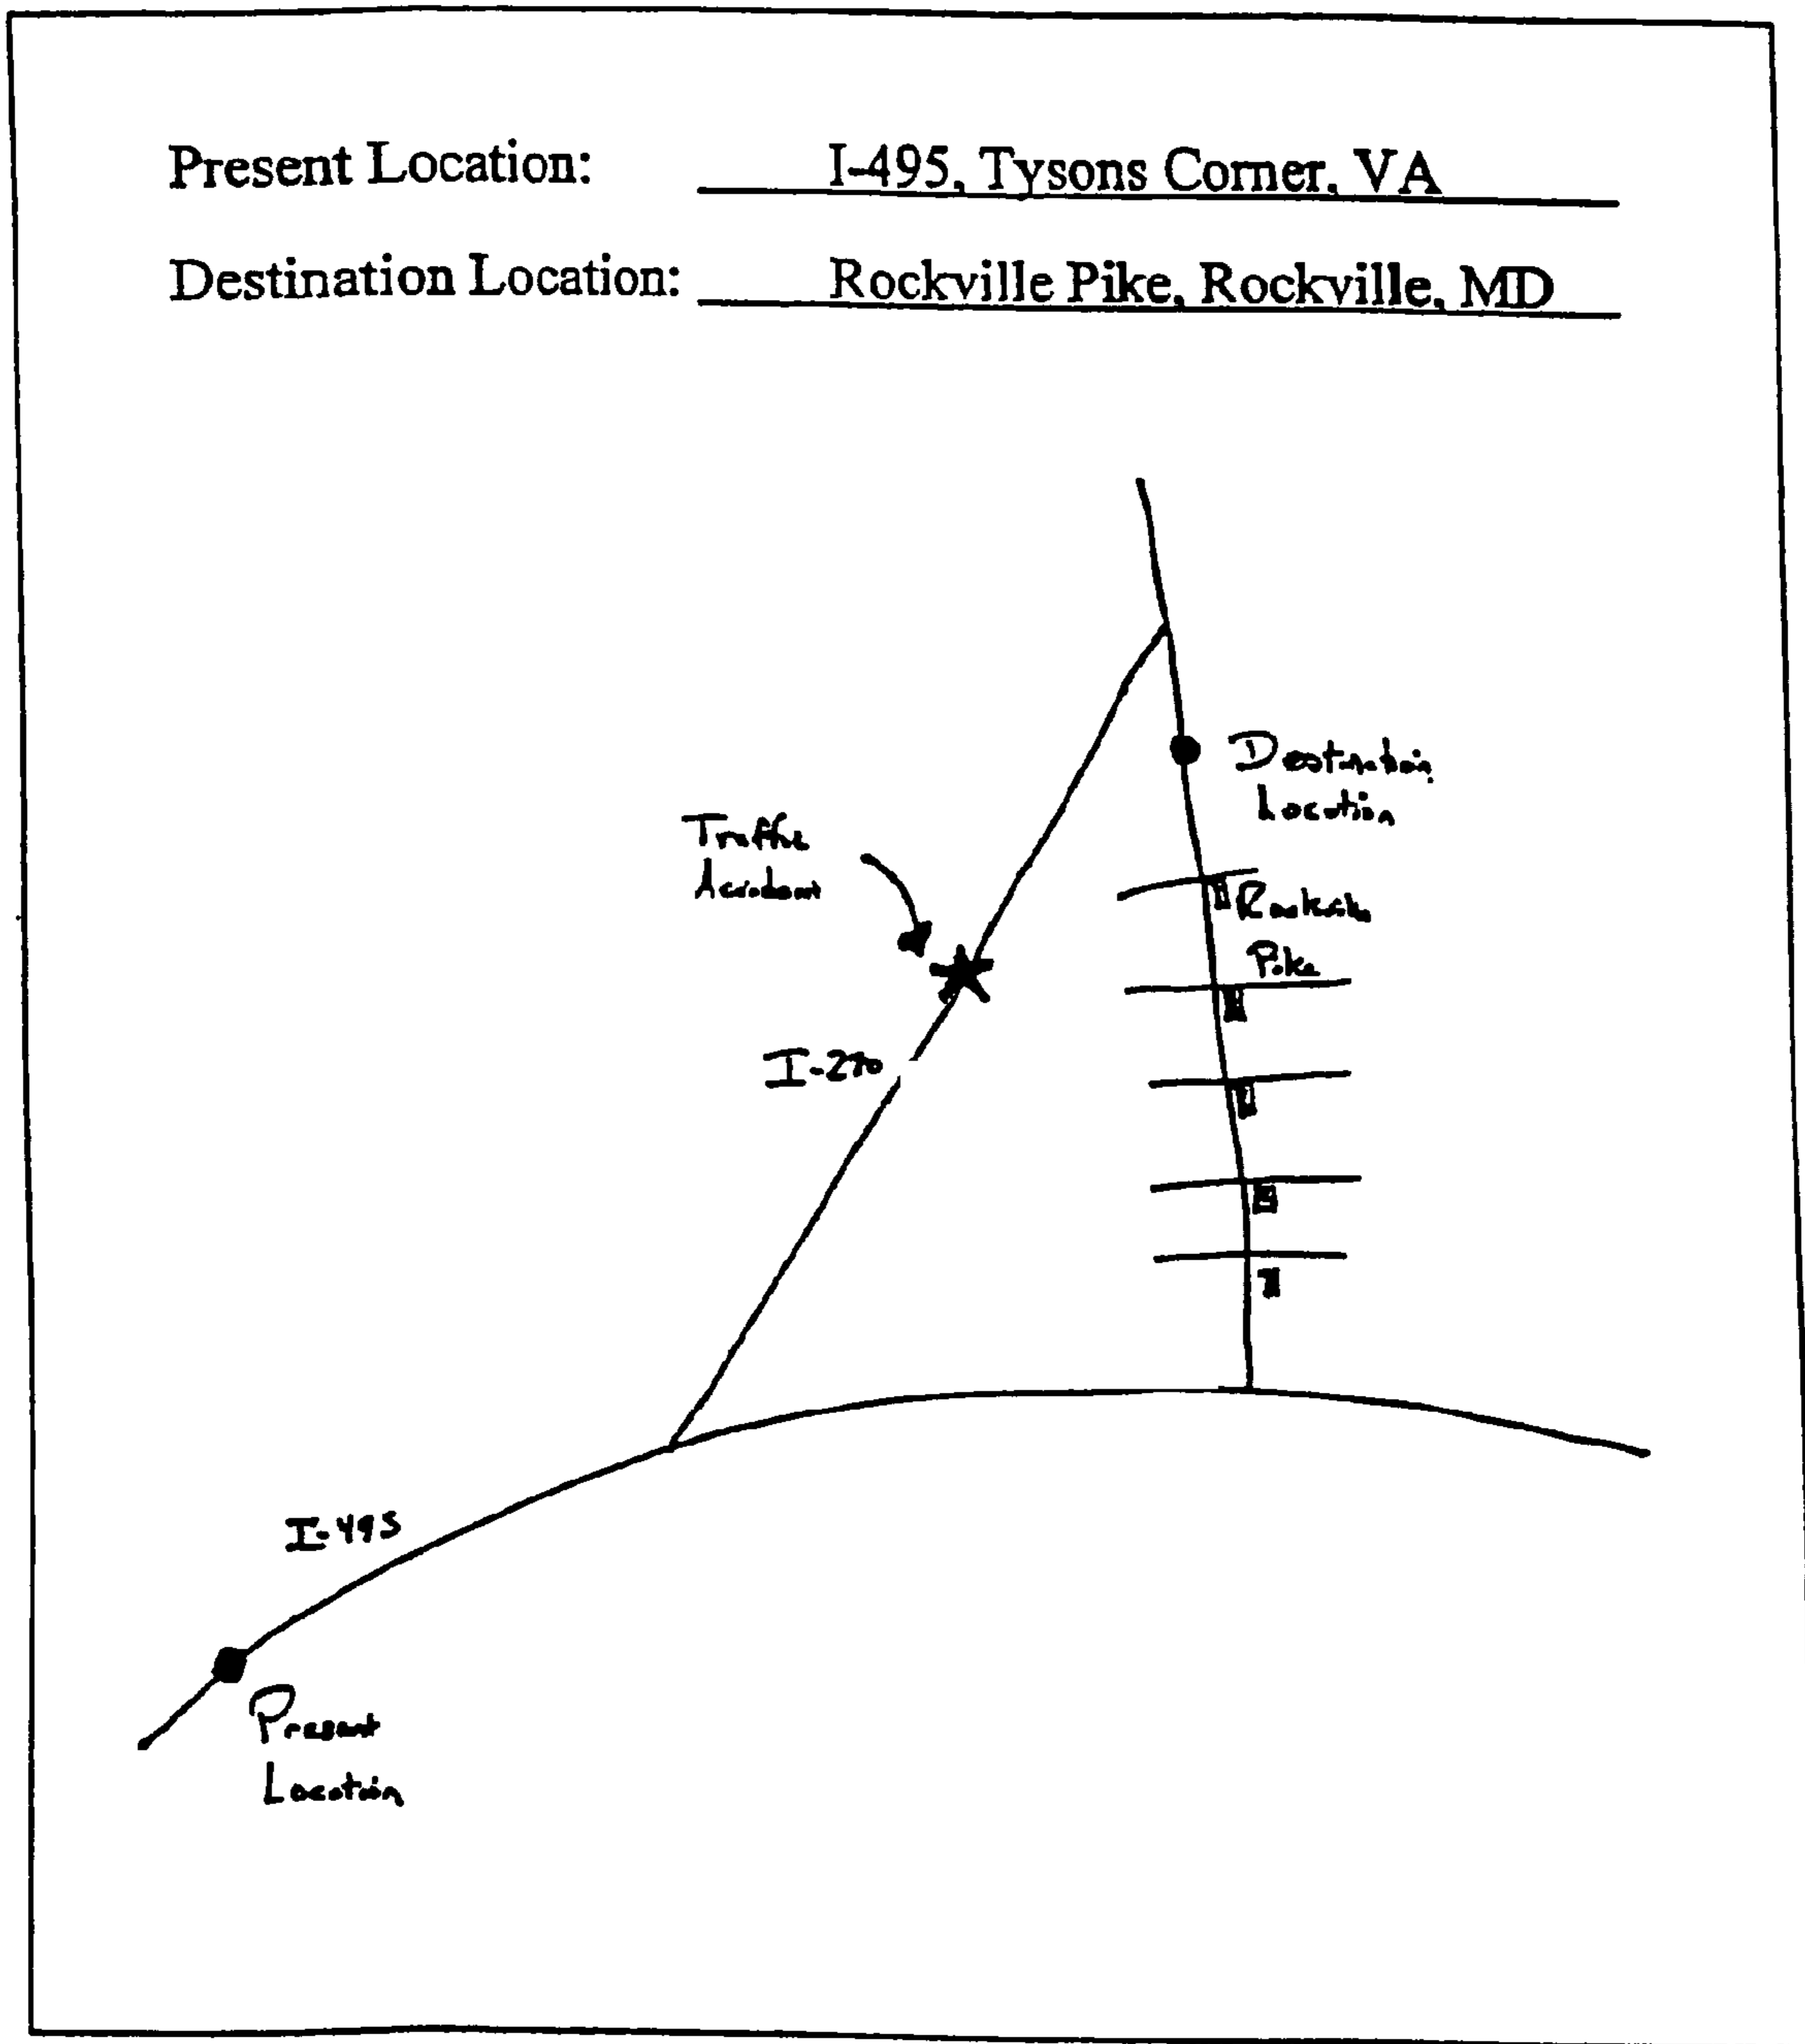 Present Location: I-495, Tysons Corner, VA
Destination Location: Rockville Pike, Rockville, MD
Destination
Location
Traffic
Accident
Rockville
Pike
I-270
I-495
Present
Location